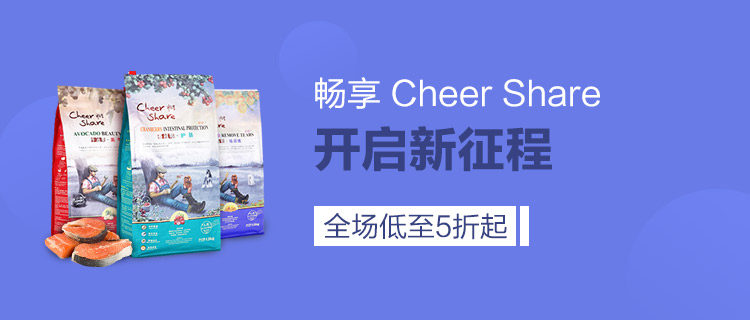 畅享 Cheer Share
开启新征程
全场低至5折起
Cheer
Share
AVOCADO BEAUTY
Cheer
Share
CRANBERRY INTESTINAL PROTECTION
REMOVE TEARS